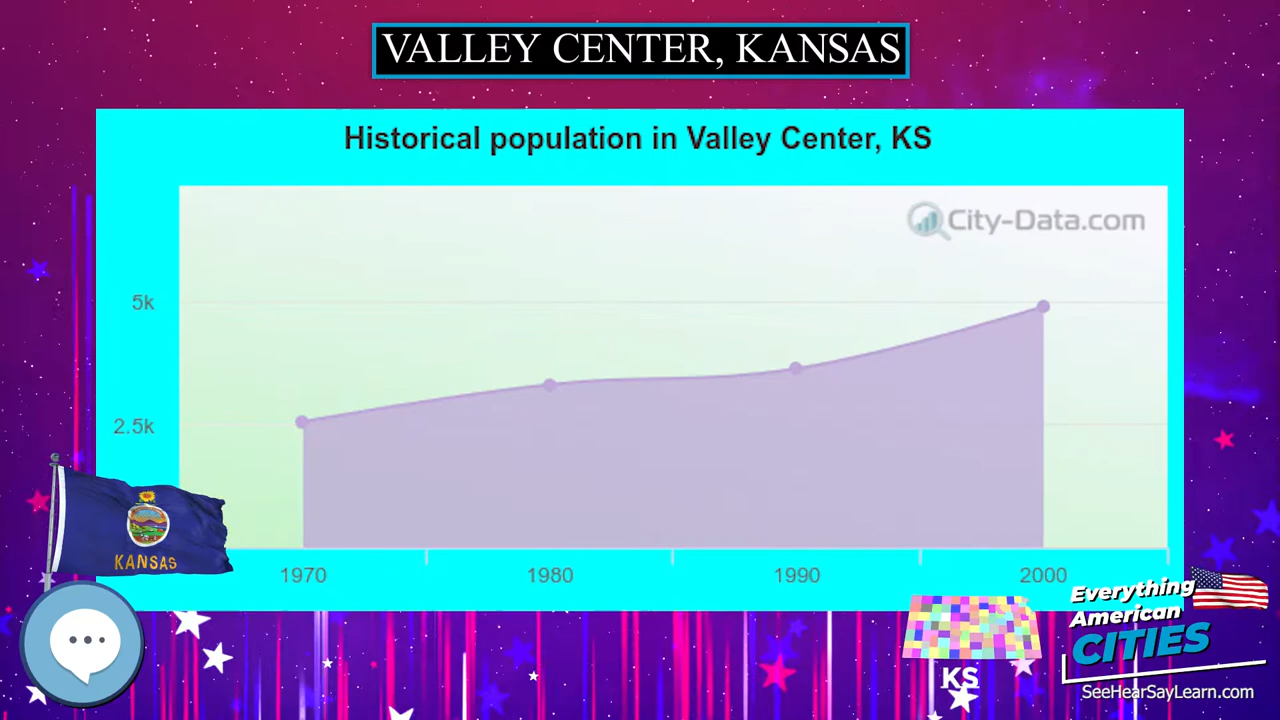 VALLEY CENTER, KANSAS
Historical population in Valley Center, KS
City-Data.com
5k
2.5k
KANSAS
1970 1980 1990 2000
Everything
American
CITIES
KS
SeeHearSayLearn.com